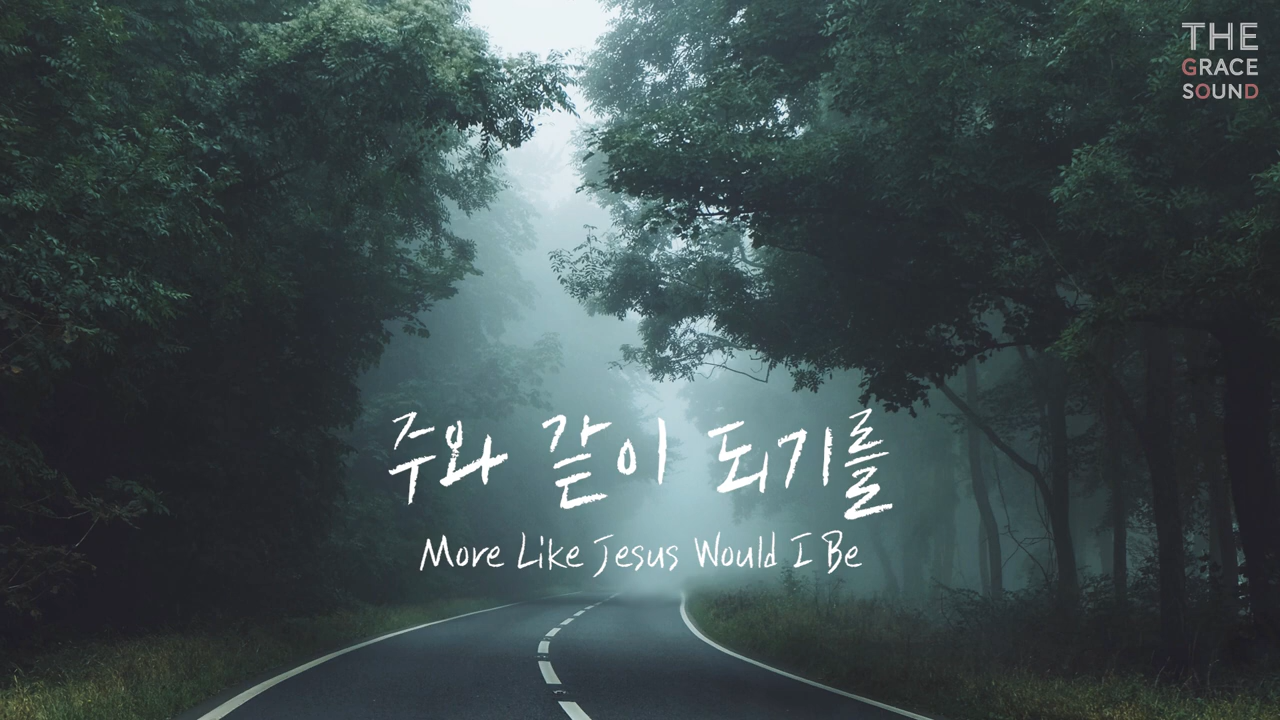 THE
GRACE
SOUND
주와 같이 되기를
More Like Jesus Would I Be